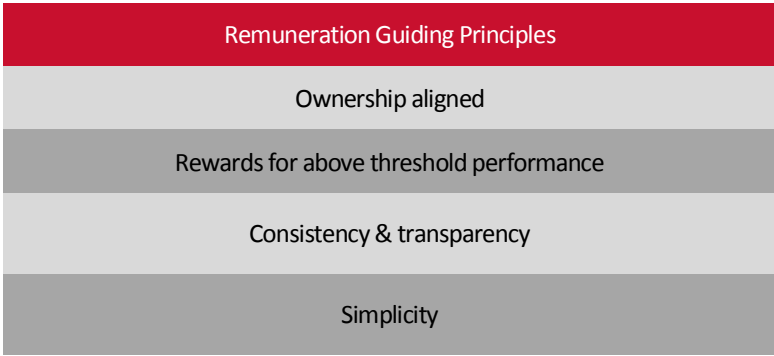 Remuneration Guiding Principles
Ownership aligned
Rewards for above threshold performance
Consistency & transparency
Simplicity